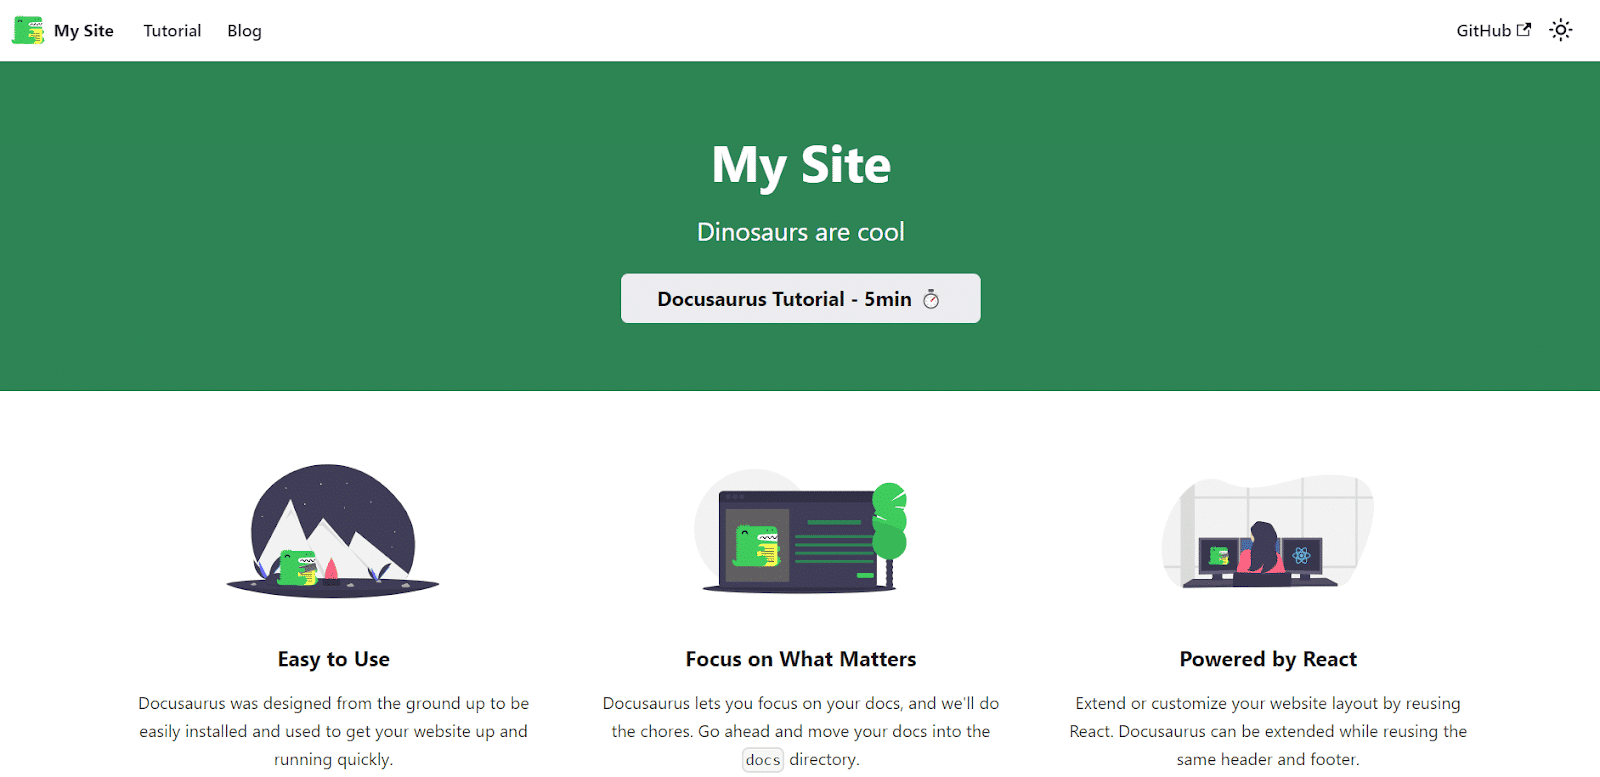 My Site Tutorial Blog GitHub
My Site
Dinosaurs are cool
Docusaurus Tutorial - 5min ⏱️
Easy to Use
Docusaurus was designed from the ground up to be
easily installed and used to get your website up and
running quickly.
Focus on What Matters
Docusaurus lets you focus on your docs, and we'll do
the chores. Go ahead and move your docs into the
docs directory.
Powered by React
Extend or customize your website layout by reusing
React. Docusaurus can be extended while reusing the
same header and footer.